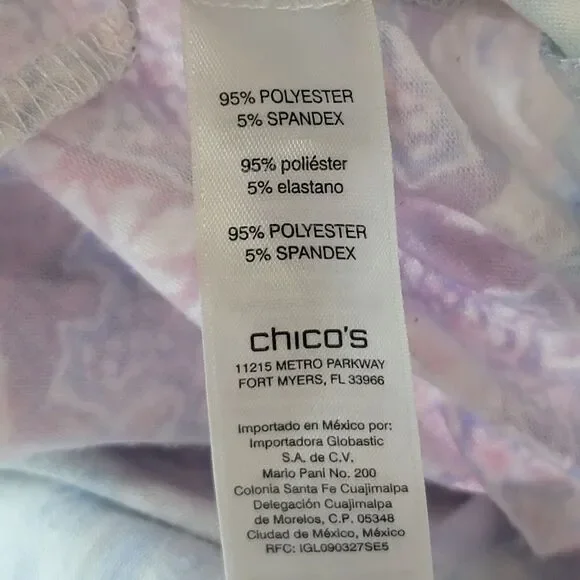 95% POLYESTER
5% SPANDEX
95% poliéster
5% elastano
95% POLYESTER
5% SPANDEX
chico's
11215 METRO PARKWAY
FORT MYERS, FL 33966
Importado en México por:
Importadora Globastic
S.A. de C.V.
Mario Pani No. 200
Colonia Santa Fe Cuajimalpa
Delegación Cuajimalpa
de Morelos, C.P. 05348
Ciudad de México, México
RFC: IGL090327SE5